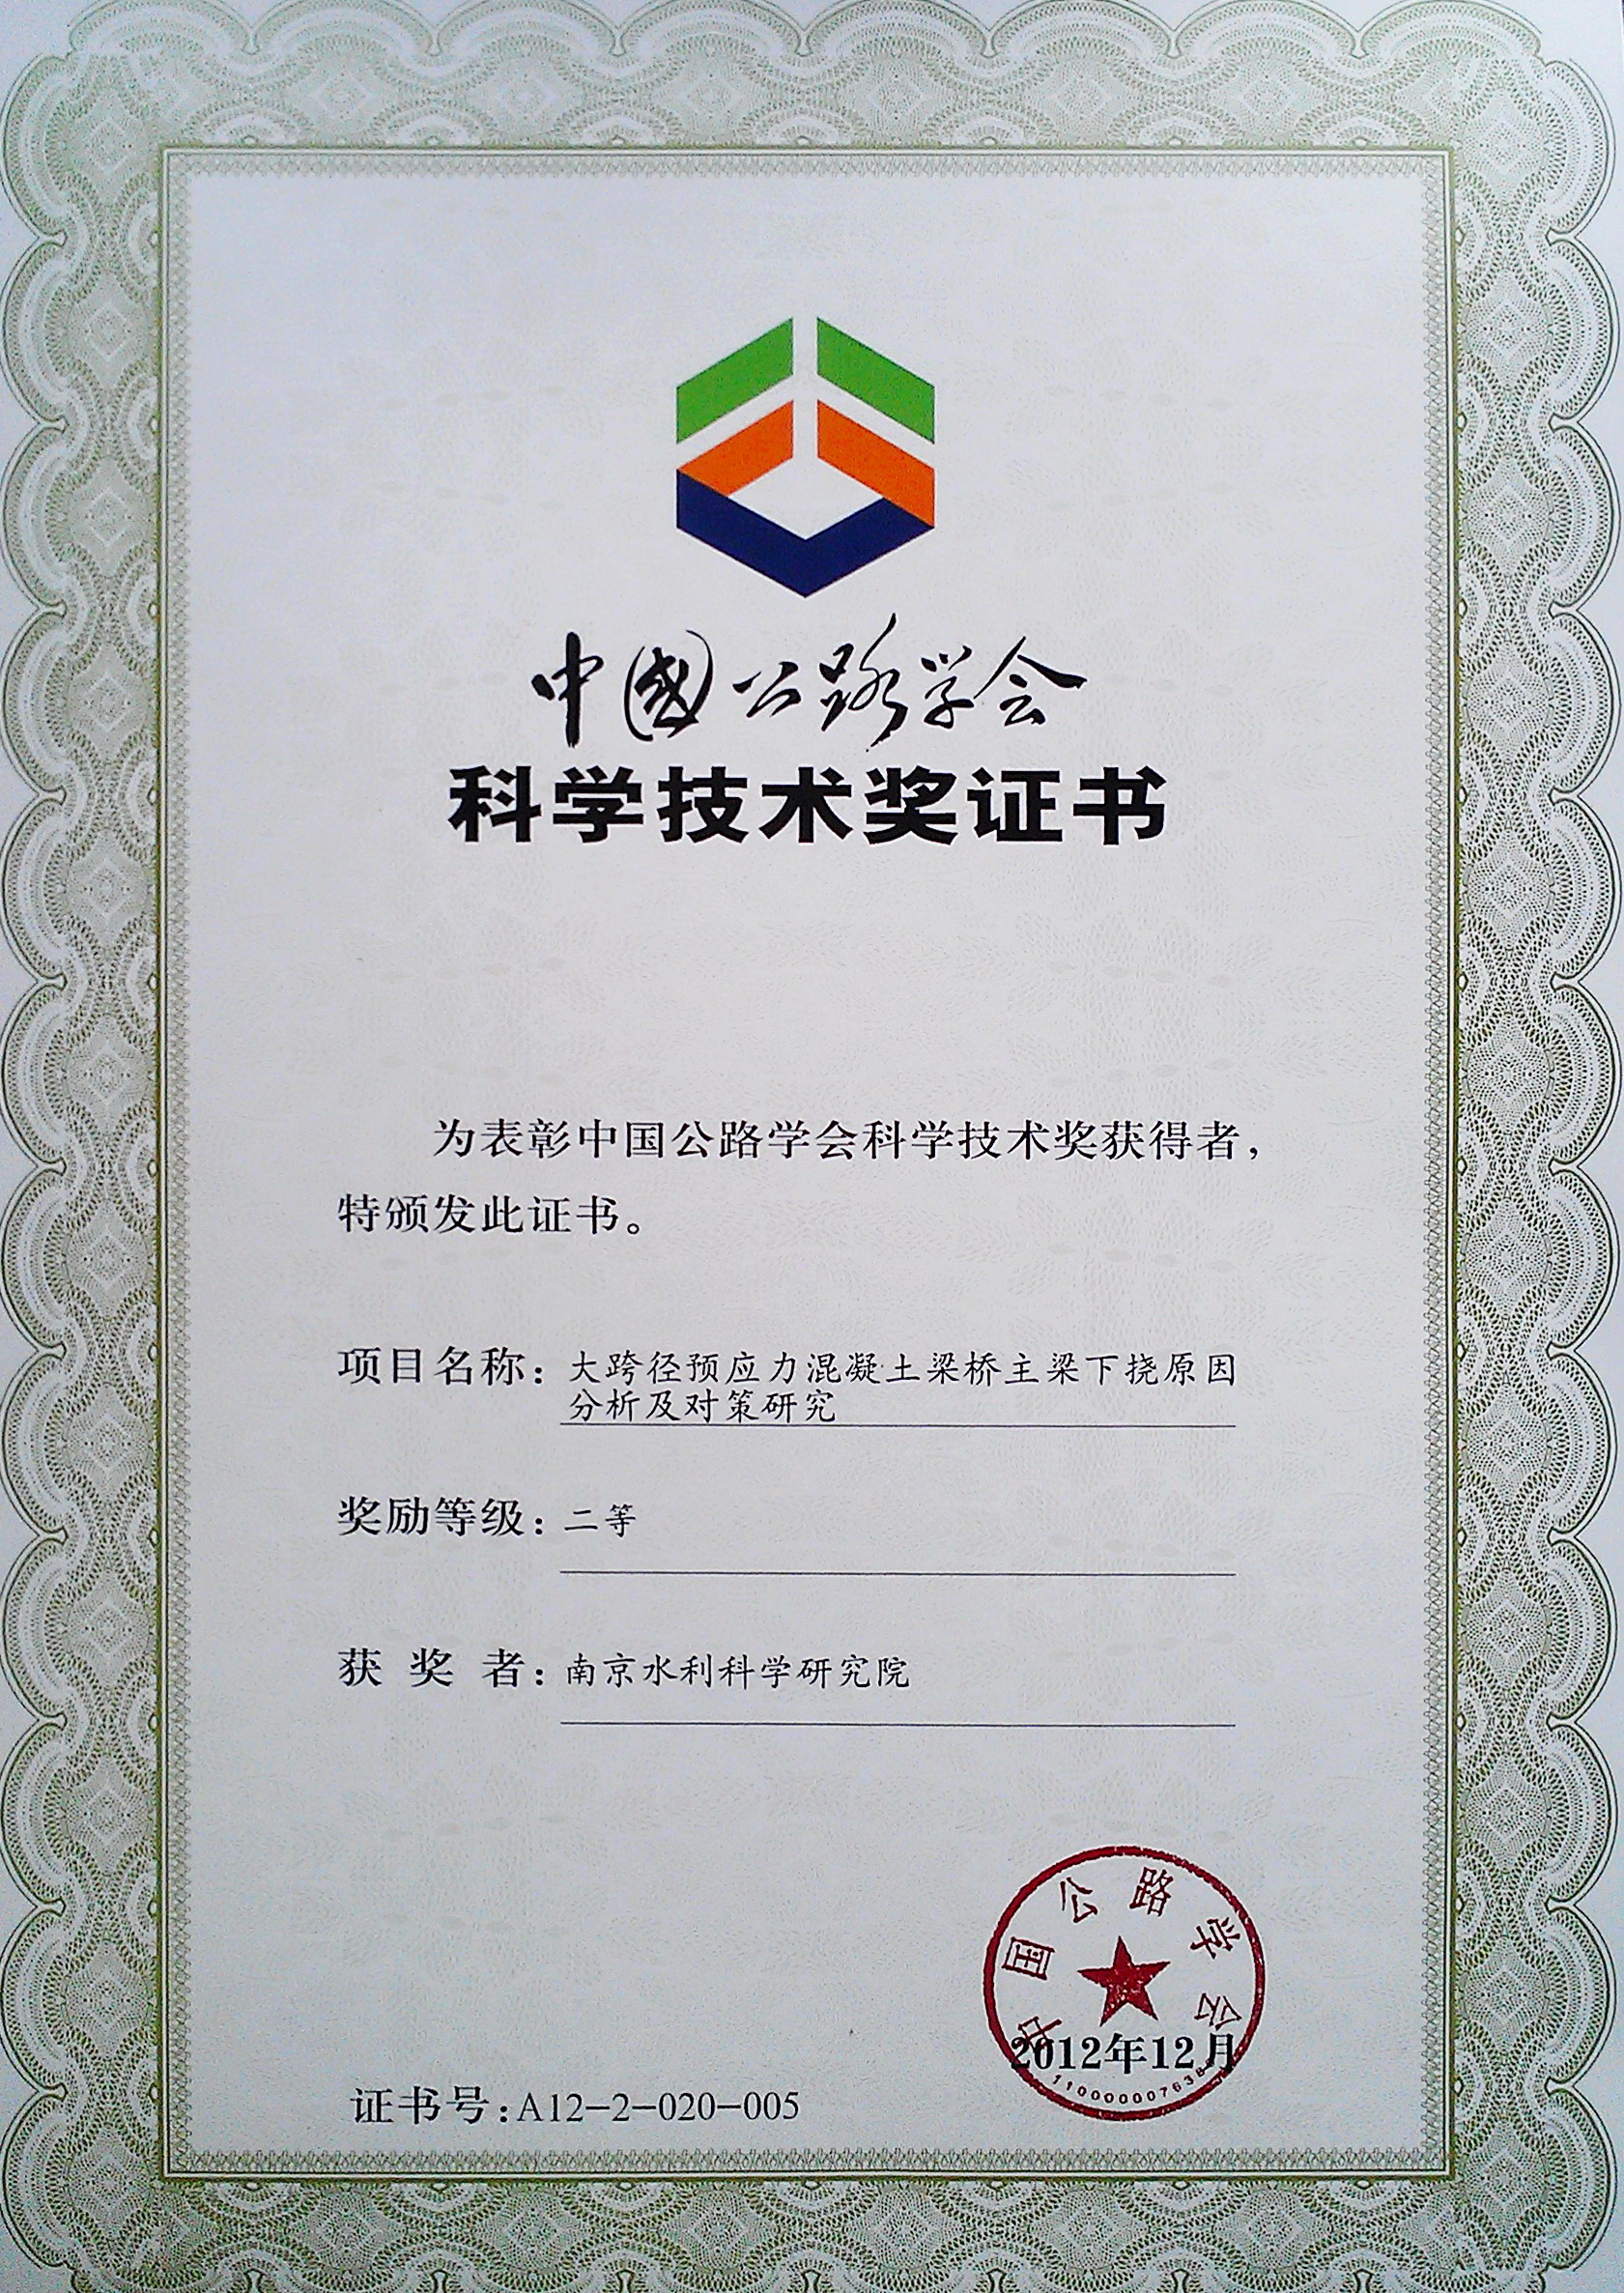 中國公路学会
科学技术奖证书
为表彰中国公路学会科学技术奖获得者，
特颁发此证书。
项目名称：大跨径预应力混凝土梁桥主梁下挠原因
分析及对策研究
奖励等级：二等
获奖者：南京水利科学研究院
中国公路学会
2012年12月
证书号：A12-2-020-005